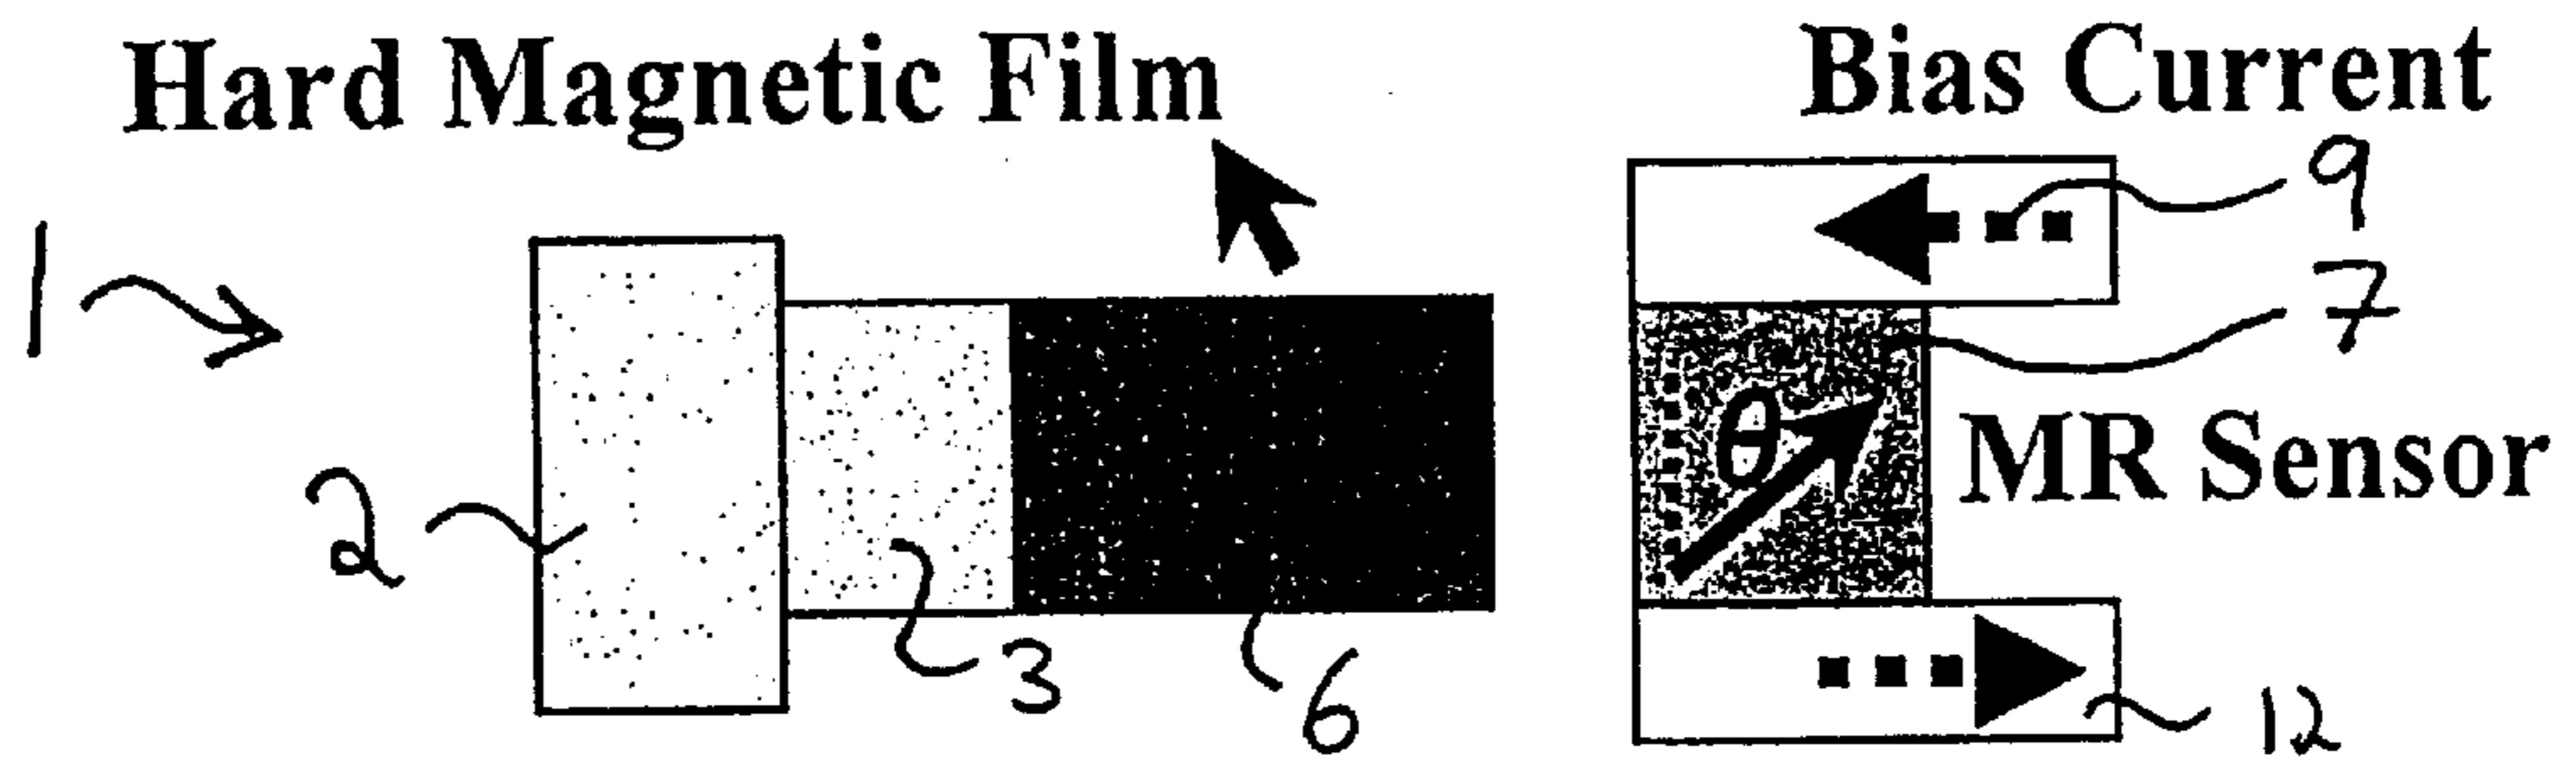 Hard Magnetic Film
Bias Current
9
1
7
θ
MR Sensor
2
3
6
12